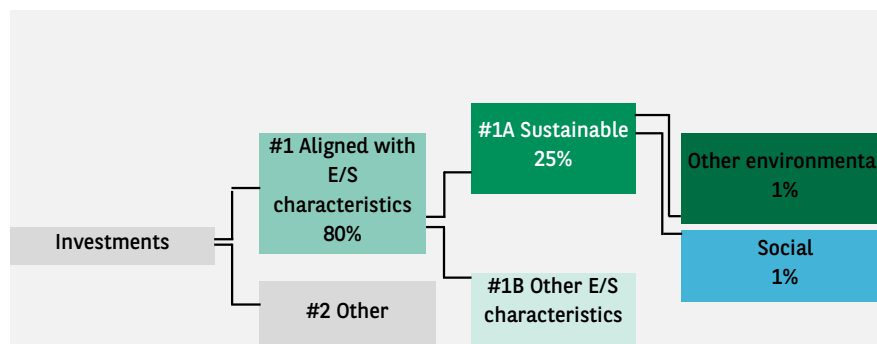 Investments
#1 Aligned with
E/S
characteristics
80%
#2 Other
#1A Sustainable
25%
#1B Other E/S
characteristics
Other environmenta
1%
Social
1%